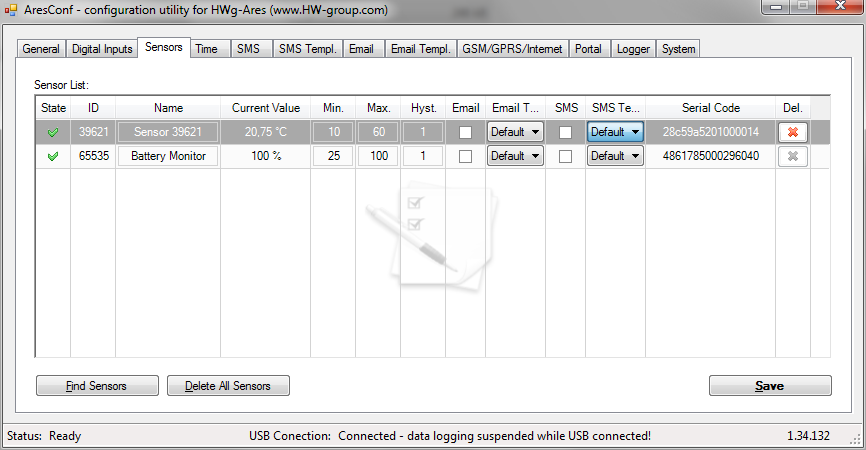 AresConf - configuration utility for HWg-Ares (www.HW-group.com)
General Digital Inputs Sensors Time SMS SMS Templ. Email Email Templ. GSM/GPRS/Internet Portal Logger System
Sensor List:
State ID Name Current Value Min. Max. Hyst. Email Email T... SMS SMS Te... Serial Code Del.
39621 Sensor 39621 20,75 °C 10 60 1 Default Default 28c59a5201000014
65535 Battery Monitor 100 % 25 100 1 Default Default 4861785000296040
Find Sensors Delete All Sensors Save
Status: Ready USB Conection: Connected - data logging suspended while USB connected! 1.34.132